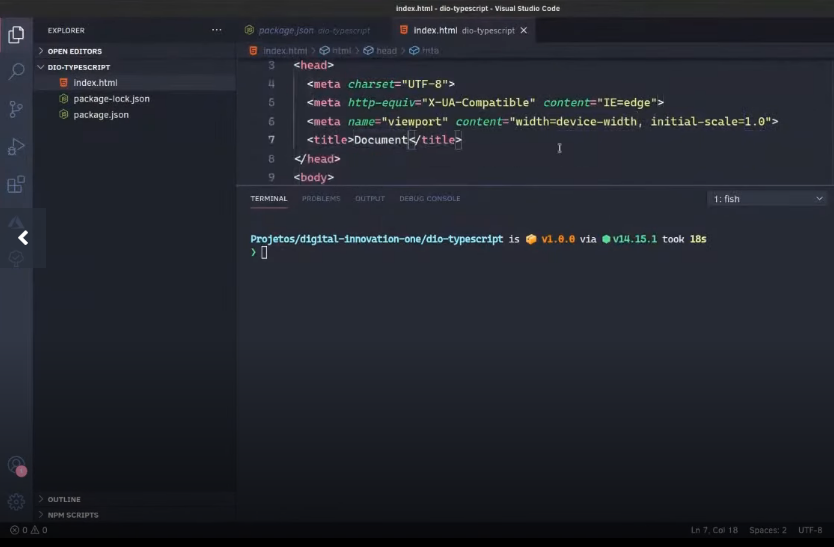 index.html - dio-typescript - Visual Studio Code
EXPLORER
OPEN EDITORS
DIO-TYPESCRIPT
index.html
package-lock.json
package.json
OUTLINE
NPM SCRIPTS
package.json dio-typescript
index.html dio-typescript
index.html > html > head > meta
3 <head>
4 <meta charset="UTF-8">
5 <meta http-equiv="X-UA-Compatible" content="IE=edge">
6 <meta name="viewport" content="width=device-width, initial-scale=1.0">
7 <title>Document</title>
8 </head>
9 <body>
TERMINAL PROBLEMS OUTPUT DEBUG CONSOLE 1: fish
Projetos/digital-innovation-one/dio-typescript is v1.0.0 via v14.15.1 took 18s
❯
0 0 Ln 7, Col 18 Spaces: 2 UTF-8